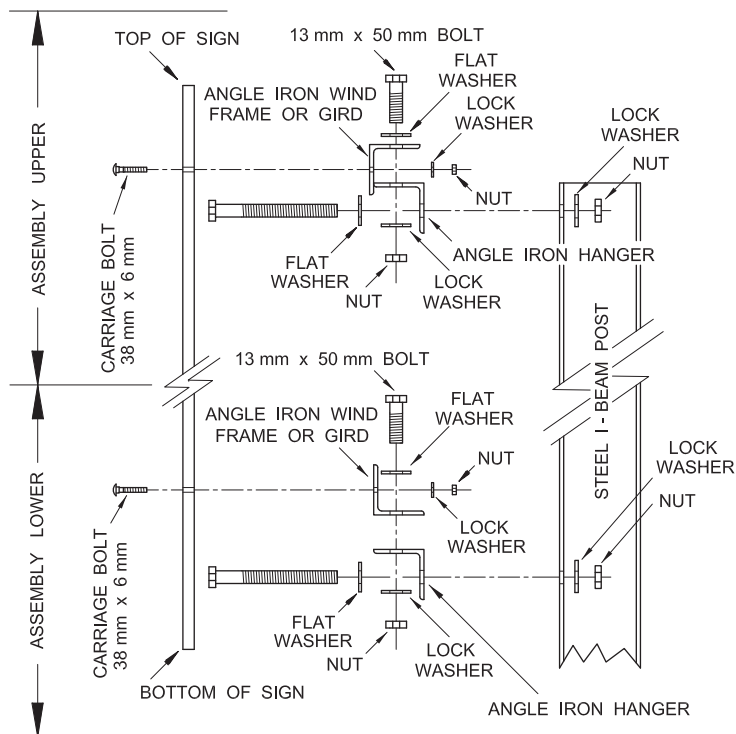 TOP OF SIGN
13 mm x 50 mm BOLT
FLAT
WASHER
ANGLE IRON WIND
FRAME OR GIRD
LOCK
WASHER
LOCK
WASHER
NUT
NUT
ASSEMBLY UPPER
CARRIAGE BOLT
38 mm x 6 mm
FLAT
WASHER
ANGLE IRON HANGER
LOCK
WASHER
NUT
STEEL I - BEAM POST
13 mm x 50 mm BOLT
FLAT
WASHER
ANGLE IRON WIND
FRAME OR GIRD
NUT
LOCK
WASHER
LOCK
WASHER
NUT
ASSEMBLY LOWER
CARRIAGE BOLT
38 mm x 6 mm
FLAT
WASHER
LOCK
WASHER
NUT
BOTTOM OF SIGN
ANGLE IRON HANGER